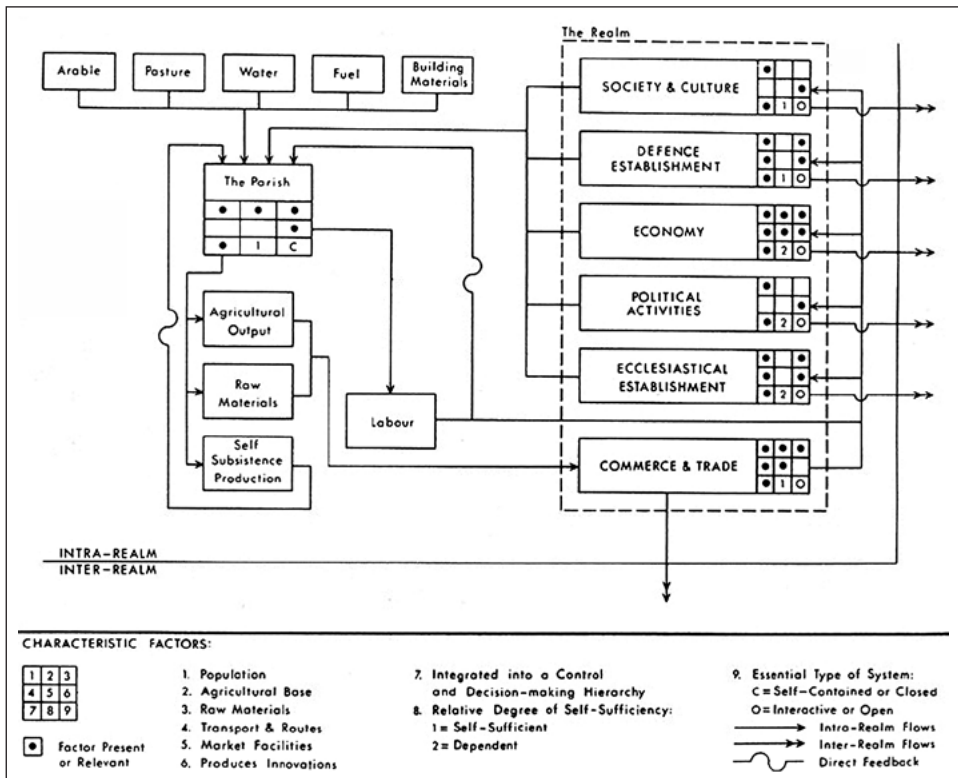 The Realm
Arable
Pasture
Water
Fuel
Building
Materials
SOCIETY & CULTURE
1 O
The Parish
1 C
DEFENCE
ESTABLISHMENT
1 O
ECONOMY
2 O
Agricultural
Output
POLITICAL
ACTIVITIES
2 O
Raw
Materials
ECCLESIASTICAL
ESTABLISHMENT
2 O
Labour
Self
Subsistence
Production
COMMERCE & TRADE
1 O
INTRA-REALM
INTER-REALM
CHARACTERISTIC FACTORS:
1 2 3
4 5 6
7 8 9
Factor Present
or Relevant
1. Population
2. Agricultural Base
3. Raw Materials
4. Transport & Routes
5. Market Facilities
6. Produces Innovations
7. Integrated into a Control
and Decision-making Hierarchy
8. Relative Degree of Self-Sufficiency:
1 = Self-Sufficient
2 = Dependent
9. Essential Type of System:
C = Self-Contained or Closed
O = Interactive or Open
Intra-Realm Flows
Inter-Realm Flows
Direct Feedback